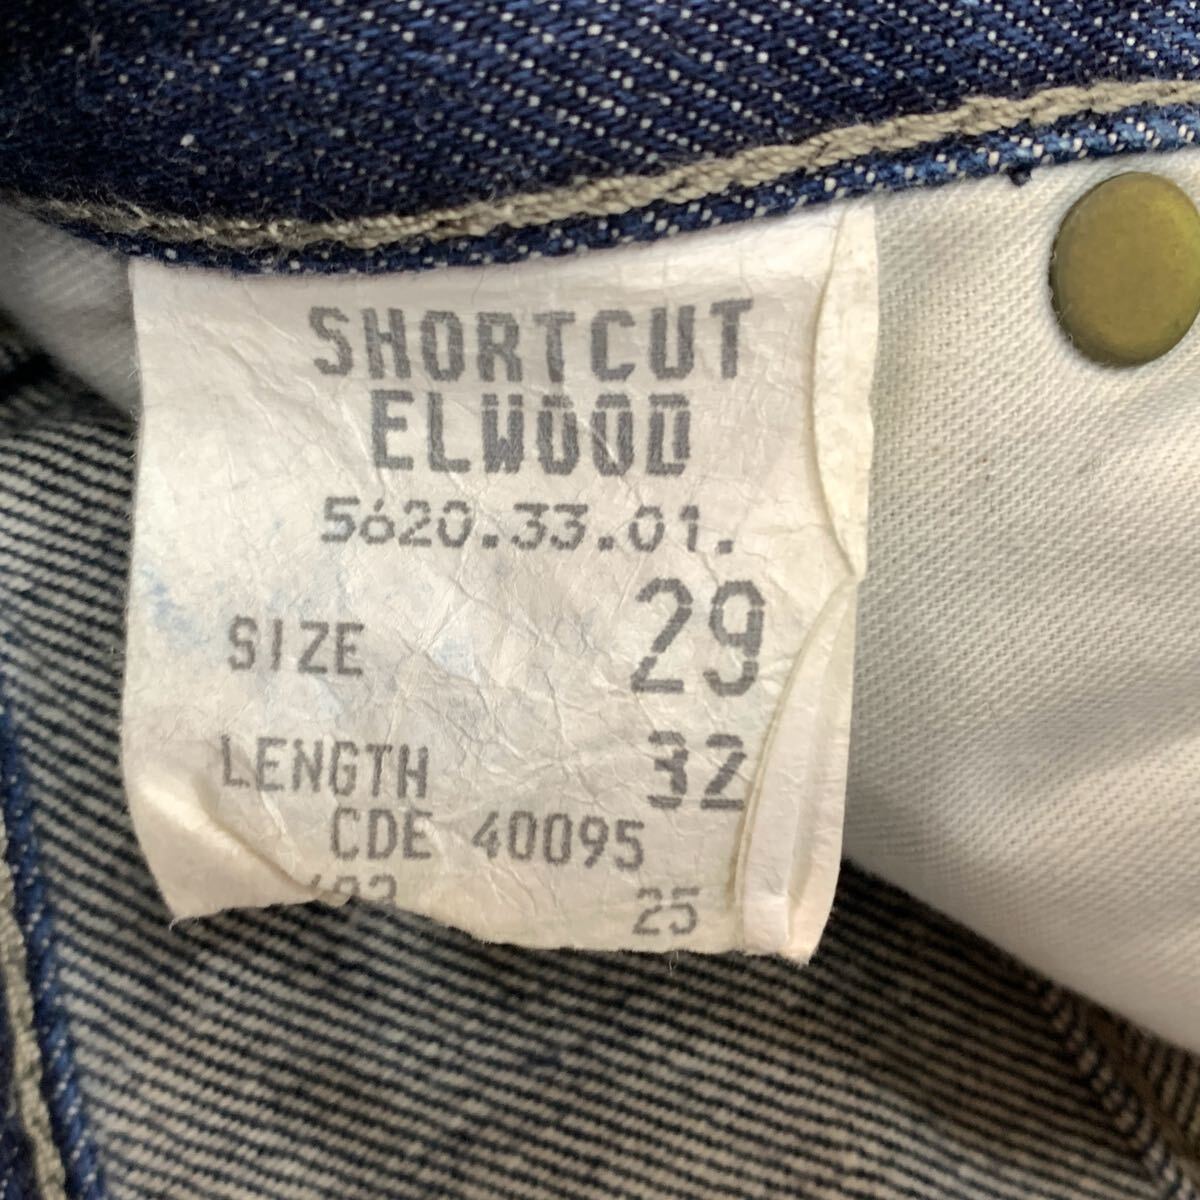 SHORTCUT
ELWOOD
5620.33.01.
SIZE 29
LENGTH 32
CDE 40095
25